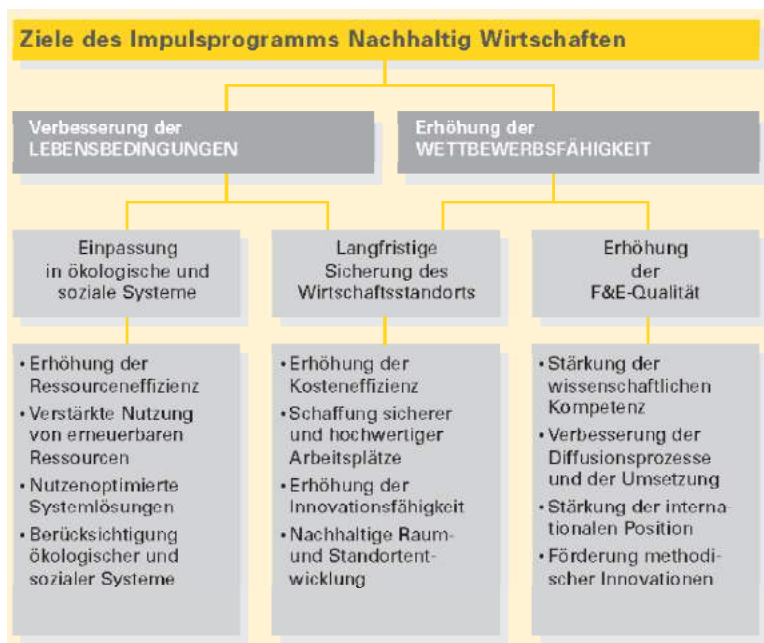 Ziele des Impulsprogramms Nachhaltig Wirtschaften
Verbesserung der
LEBENSBEDINGUNGEN
Erhöhung der
WETTBEWERBSFÄHIGKEIT
Einpassung
in ökologische und
soziale Systeme
Langfristige
Sicherung des
Wirtschaftsstandorts
Erhöhung
der
F&E-Qualität
• Erhöhung der
Ressourceneffizienz
• Verstärkte Nutzung
von erneuerbaren
Ressourcen
• Nutzenoptimierte
Systemlösungen
• Berücksichtigung
ökologischer und
sozialer Systeme
• Erhöhung der
Kosteneffizienz
• Schaffung sicherer
und hochwertiger
Arbeitsplätze
• Erhöhung der
Innovationsfähigkeit
• Nachhaltige Raum-
und Standortent-
wicklung
• Stärkung der
wissenschaftlichen
Kompetenz
• Verbesserung der
Diffusionsprozesse
und der Umsetzung
• Stärkung der interna-
tionalen Position
• Förderung methodi-
scher Innovationen